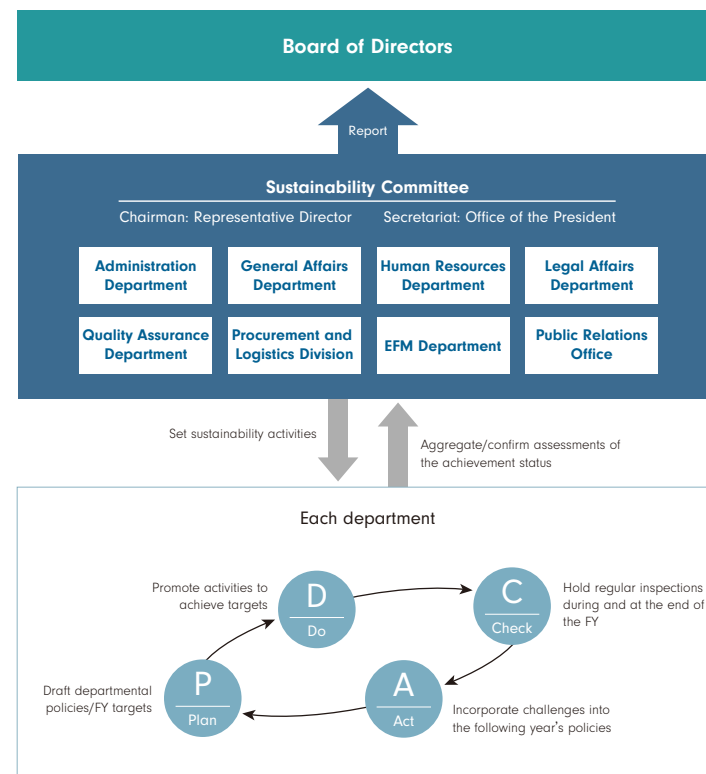 Board of Directors
Report
Sustainability Committee
Chairman: Representative Director
Secretariat: Office of the President
Administration
Department
General Affairs
Department
Human Resources
Department
Legal Affairs
Department
Quality Assurance
Department
Procurement and
Logistics Division
EFM Department
Public Relations
Office
Set sustainability activities
Aggregate/confirm assessments of
the achievement status
Each department
Promote activities to
achieve targets
D
Do
C
Check
Hold regular inspections
during and at the end of
the FY
Draft departmental
policies/FY targets
P
Plan
A
Act
Incorporate challenges into
the following year’s policies